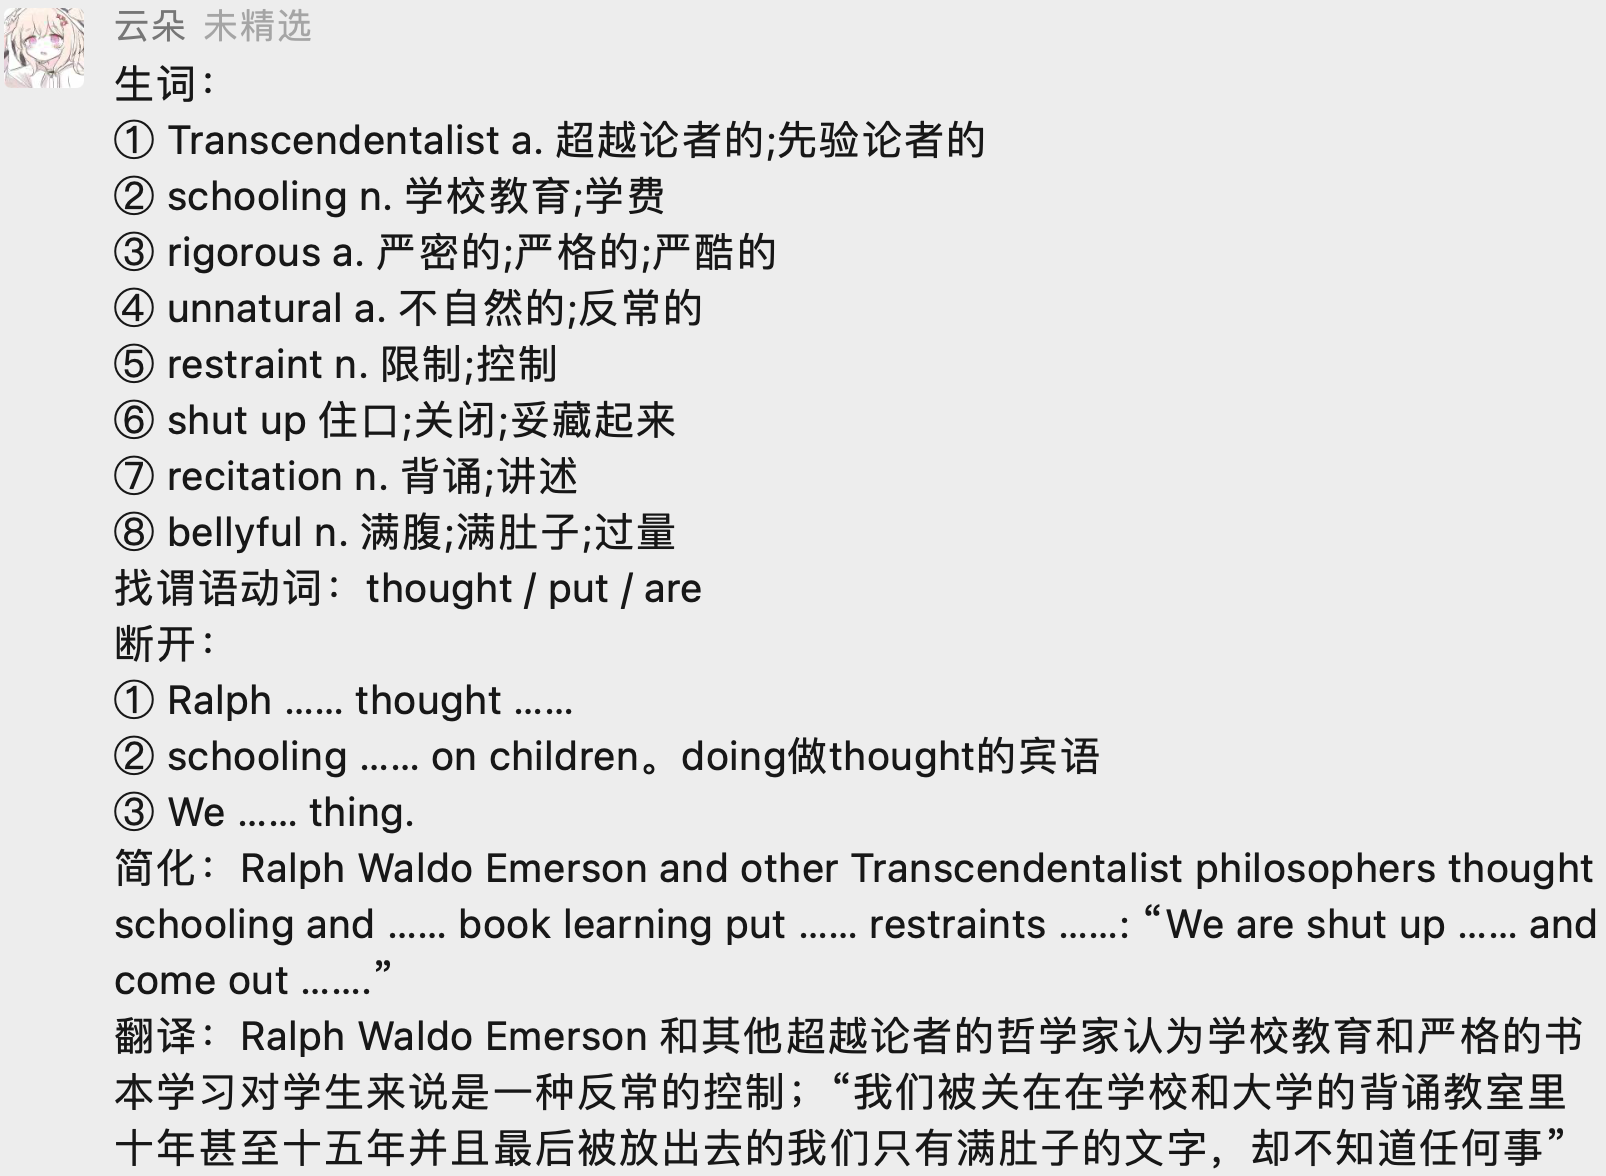 云朵 未精选
生词：
① Transcendentalist a. 超越论者的;先验论者的
② schooling n. 学校教育;学费
③ rigorous a. 严密的;严格的;严酷的
④ unnatural a. 不自然的;反常的
⑤ restraint n. 限制;控制
⑥ shut up 住口;关闭;妥藏起来
⑦ recitation n. 背诵;讲述
⑧ bellyful n. 满腹;满肚子;过量
找谓语动词：thought / put / are
断开：
① Ralph …… thought ……
② schooling …… on children。doing做thought的宾语
③ We …… thing.
简化：Ralph Waldo Emerson and other Transcendentalist philosophers thought
schooling and …… book learning put …… restraints ……: “We are shut up …… and
come out …….”
翻译：Ralph Waldo Emerson 和其他超越论者的哲学家认为学校教育和严格的书
本学习对学生来说是一种反常的控制；“我们被关在在学校和大学的背诵教室里
十年甚至十五年并且最后被放出去的我们只有满肚子的文字，却不知道任何事”